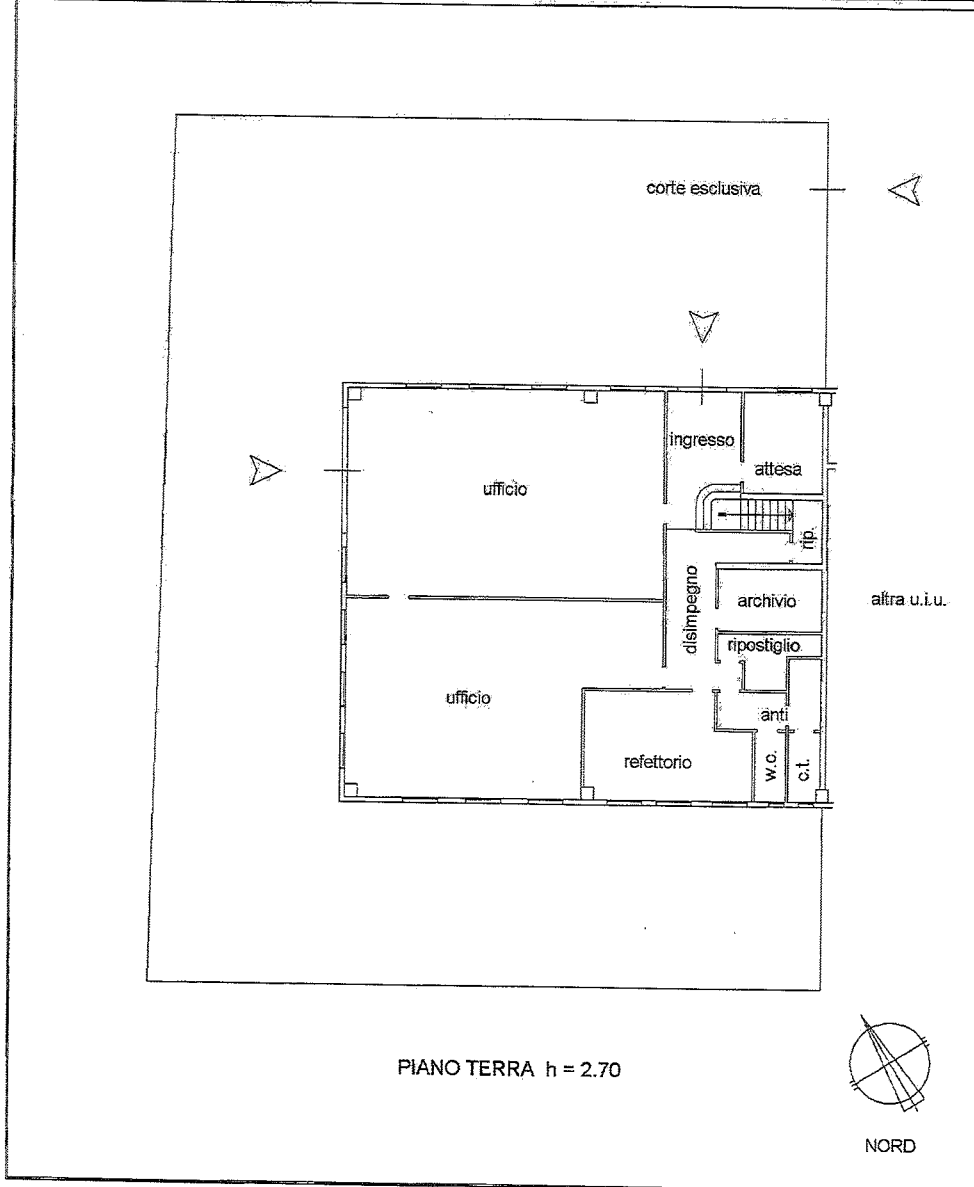 corte esclusiva
ingresso
attesa
ufficio
rip.
disimpegno
archivio
altra u.i.u.
ripostiglio
ufficio
anti
refettorio
w.c.
c.t.
PIANO TERRA h = 2.70
NORD